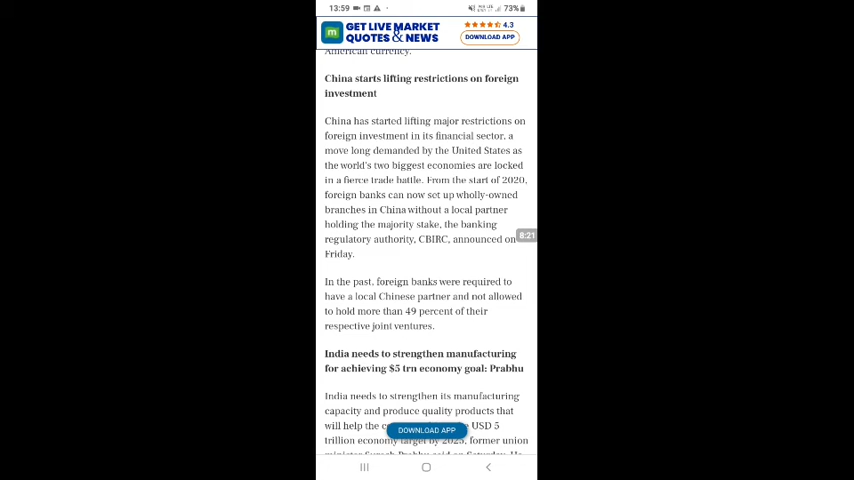 13:59
73%
GET LIVE MARKET
QUOTES & NEWS
4.3
DOWNLOAD APP
American currency.
China starts lifting restrictions on foreign
investment
China has started lifting major restrictions on
foreign investment in its financial sector, a
move long demanded by the United States as
the world's two biggest economies are locked
in a fierce trade battle. From the start of 2020,
foreign banks can now set up wholly-owned
branches in China without a local partner
holding the majority stake, the banking
regulatory authority, CBIRC, announced on
8:21
Friday.
In the past, foreign banks were required to
have a local Chinese partner and not allowed
to hold more than 49 percent of their
respective joint ventures.
India needs to strengthen manufacturing
for achieving $5 trn economy goal: Prabhu
India needs to strengthen its manufacturing
capacity and produce quality products that
will help the USD 5
DOWNLOAD APP
trillion economy target by 2025, former union
minister Suresh Prabhu said on Saturday. He